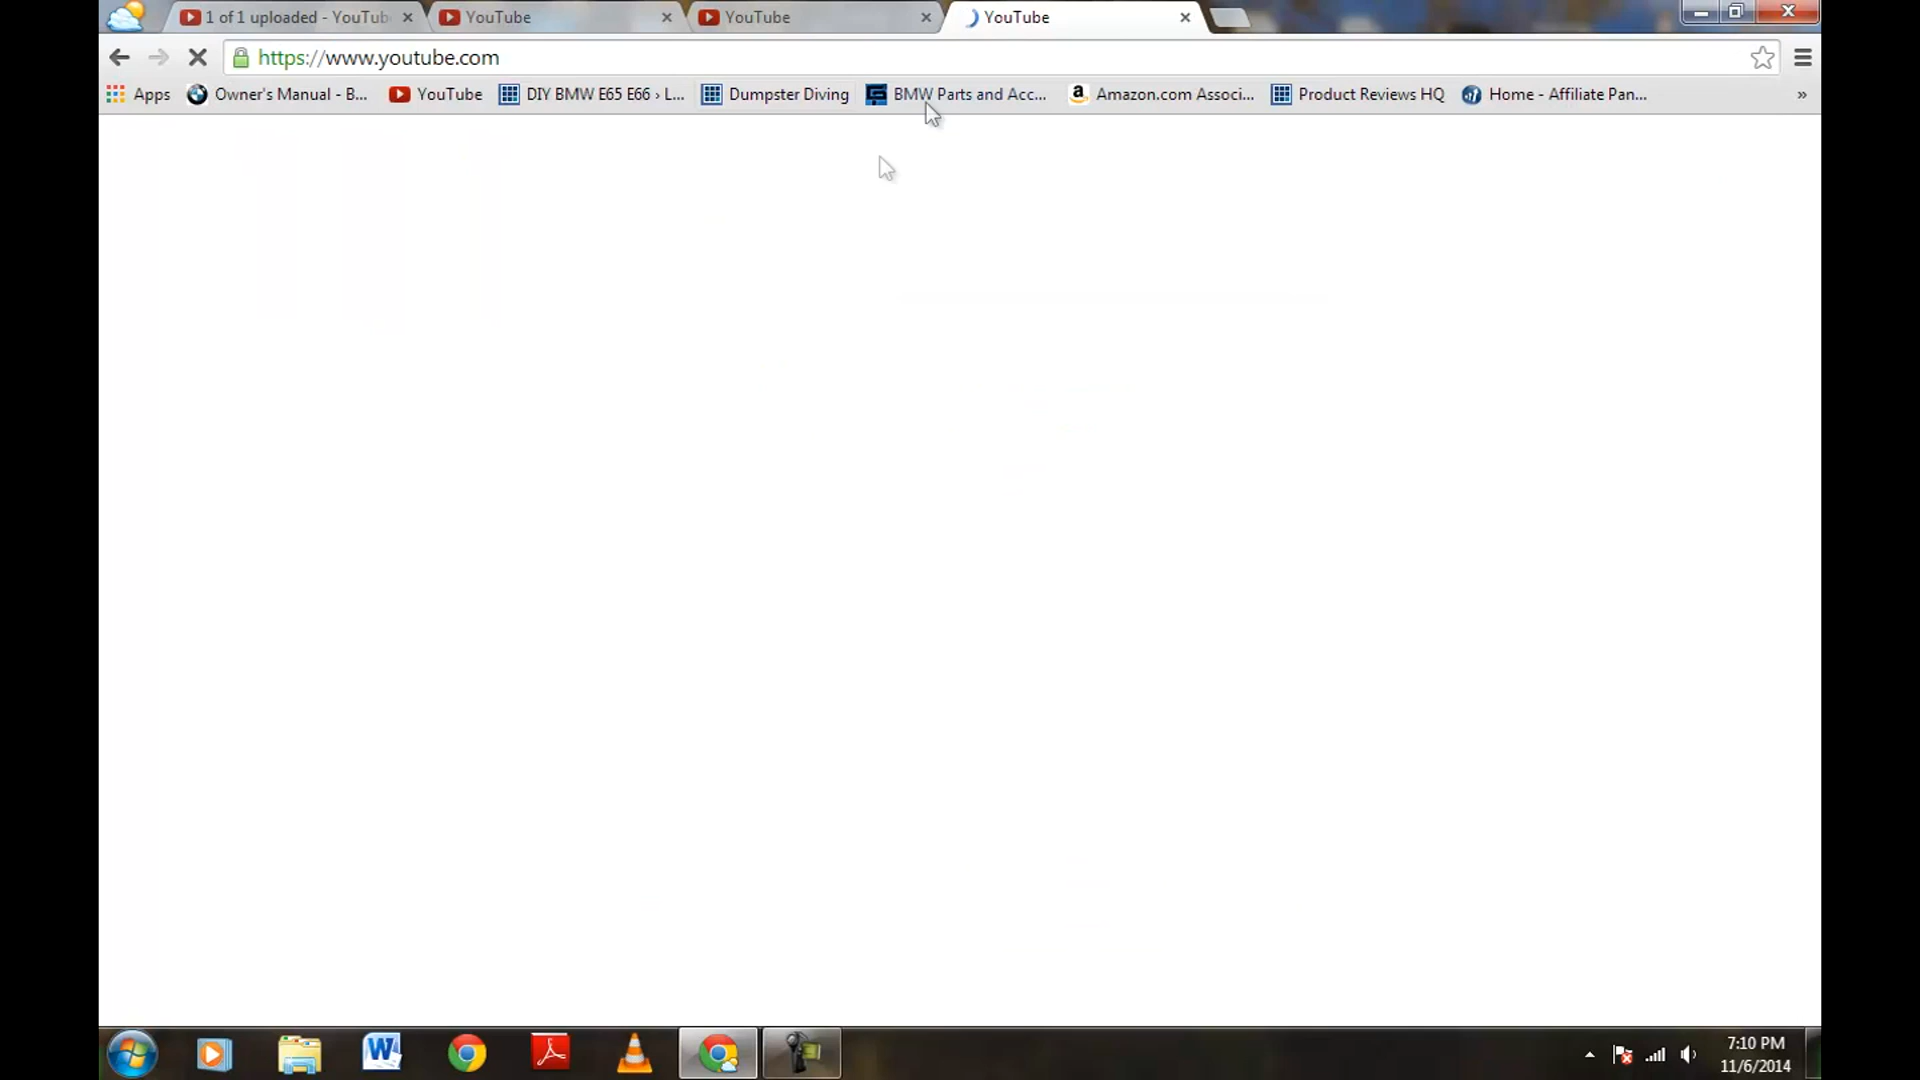 1 of 1 uploaded - YouTub
YouTube
YouTube
YouTube
https://www.youtube.com
Apps
Owner's Manual - B...
YouTube
DIY BMW E65 E66 › L...
Dumpster Diving
BMW Parts and Acc...
Amazon.com Associ...
Product Reviews HQ
Home - Affiliate Pan...
»
7:10 PM
11/6/2014